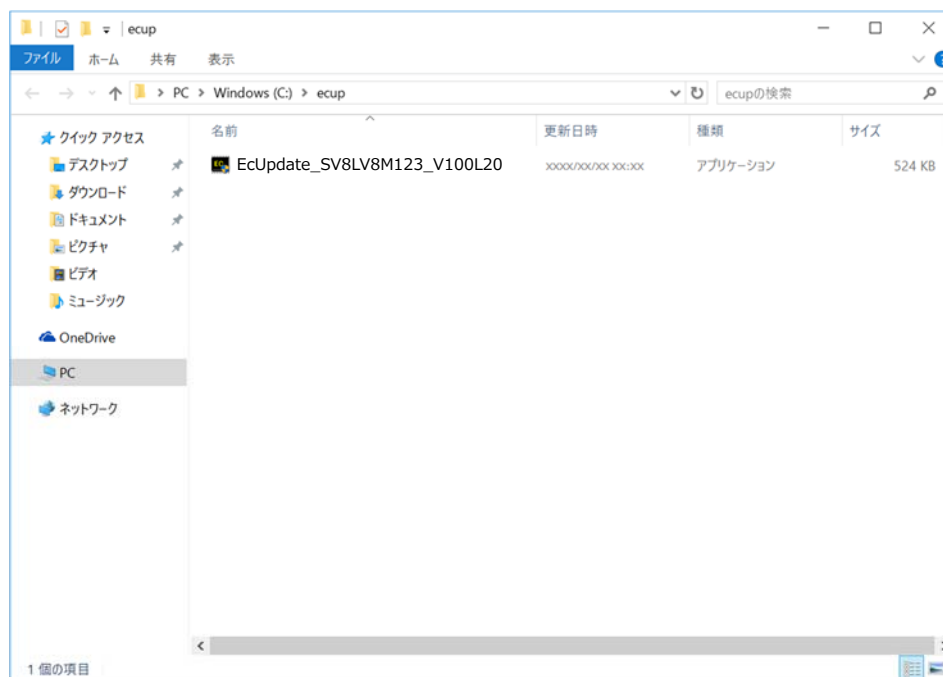 ecup
ファイル ホーム 共有 表示
PC > Windows (C:) > ecup
ecupの検索
名前 更新日時 種類 サイズ
クイック アクセス
デスクトップ
ダウンロード
ドキュメント
ピクチャ
ビデオ
ミュージック
OneDrive
PC
ネットワーク
EC
EcUpdate_SV8LV8M123_V100L20 xxxx/xx/xx xx:xx アプリケーション 524 KB
1 個の項目